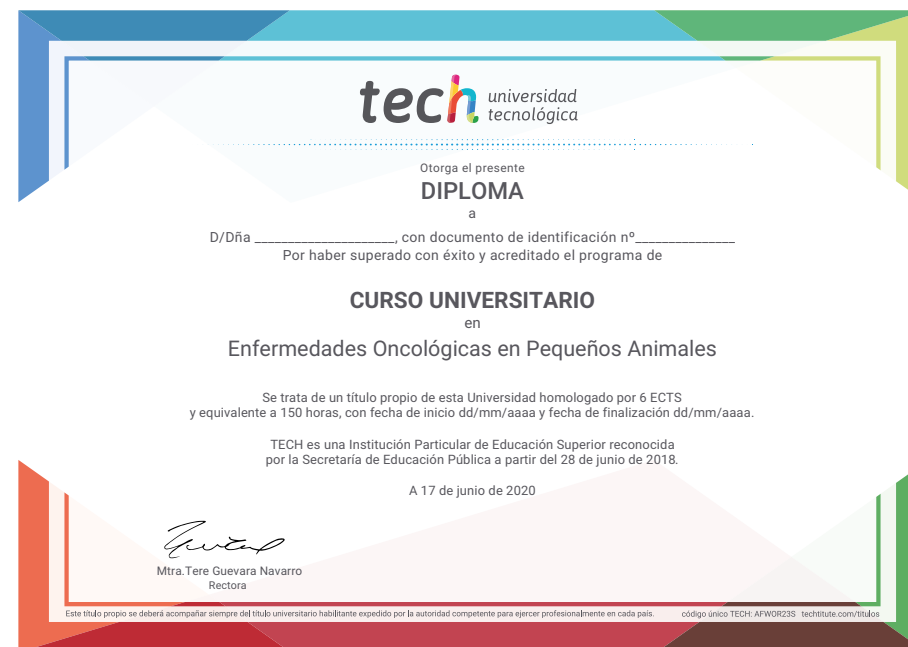 tech universidad
tecnológica
Otorga el presente
DIPLOMA
a
D/Dña _____________________, con documento de identificación nº_______________
Por haber superado con éxito y acreditado el programa de
CURSO UNIVERSITARIO
en
Enfermedades Oncológicas en Pequeños Animales
Se trata de un título propio de esta Universidad homologado por 6 ECTS
y equivalente a 150 horas, con fecha de inicio dd/mm/aaaa y fecha de finalización dd/mm/aaaa.
TECH es una Institución Particular de Educación Superior reconocida
por la Secretaría de Educación Pública a partir del 28 de junio de 2018.
A 17 de junio de 2020
Mtra.Tere Guevara Navarro
Rectora
Este título propio se deberá acompañar siempre del título universitario habilitante expedido por la autoridad competente para ejercer profesionalmente en cada país. código único TECH: AFWOR23S techtitute.com/titulos